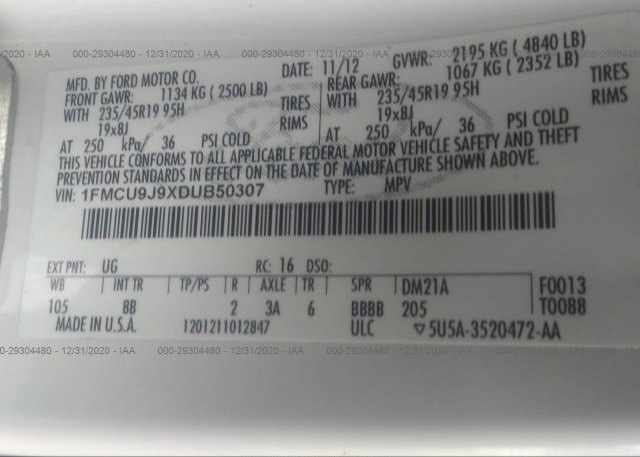 /2020 - IAA 000-29304480 - 12/31/2020 - IAA 000-29304480 - 12/31/2020 - IAA 000-29304480 - 12/
MFD. BY FORD MOTOR CO. DATE: 11/12 GVWR: 2195 KG ( 4840 LB)
FRONT GAWR: 1134 KG ( 2500 LB) REAR GAWR: 1067 KG ( 2352 LB)
WITH 235/45R19 95H TIRES WITH 235/45R19 95H TIRES
19x8J RIMS 19x8J RIMS
AT 250 kPa/ 36 PSI COLD AT 250 kPa/ 36 PSI COLD
THIS VEHICLE CONFORMS TO ALL APPLICABLE FEDERAL MOTOR VEHICLE SAFETY AND THEFT
PREVENTION STANDARDS IN EFFECT ON THE DATE OF MANUFACTURE SHOWN ABOVE.
VIN: 1FMCU9J9XDUB50307 TYPE: MPV
EXT PNT: UG RC: 16 DSO:
WB INT TR TP/PS R AXLE TR SPR DM21A F0013
105 8B 2 3A 6 BBBB 205 T0088
MADE IN U.S.A. 1201211012847 ULC ▽5U5A-3520472-AA
0-29304480 - 12/31/2020 - IAA 000-29304480 - 12/31/2020 - IAA 000-29304480 - 12/31/2020 - IAA